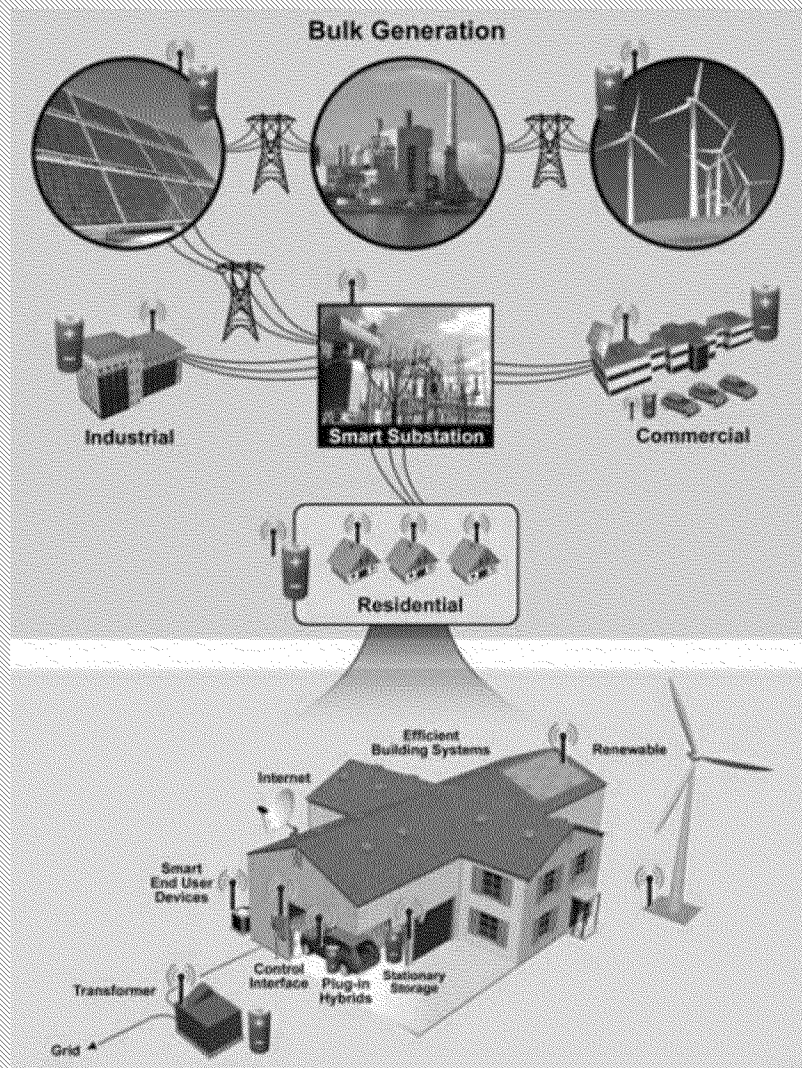 Bulk Generation
Industrial
Smart Substation
Commercial
Residential
Efficient
Building Systems
Renewable
Internet
Smart
End User
Devices
Control
Interface
Plug-in
Hybrids
Stationary
Storage
Transformer
Grid